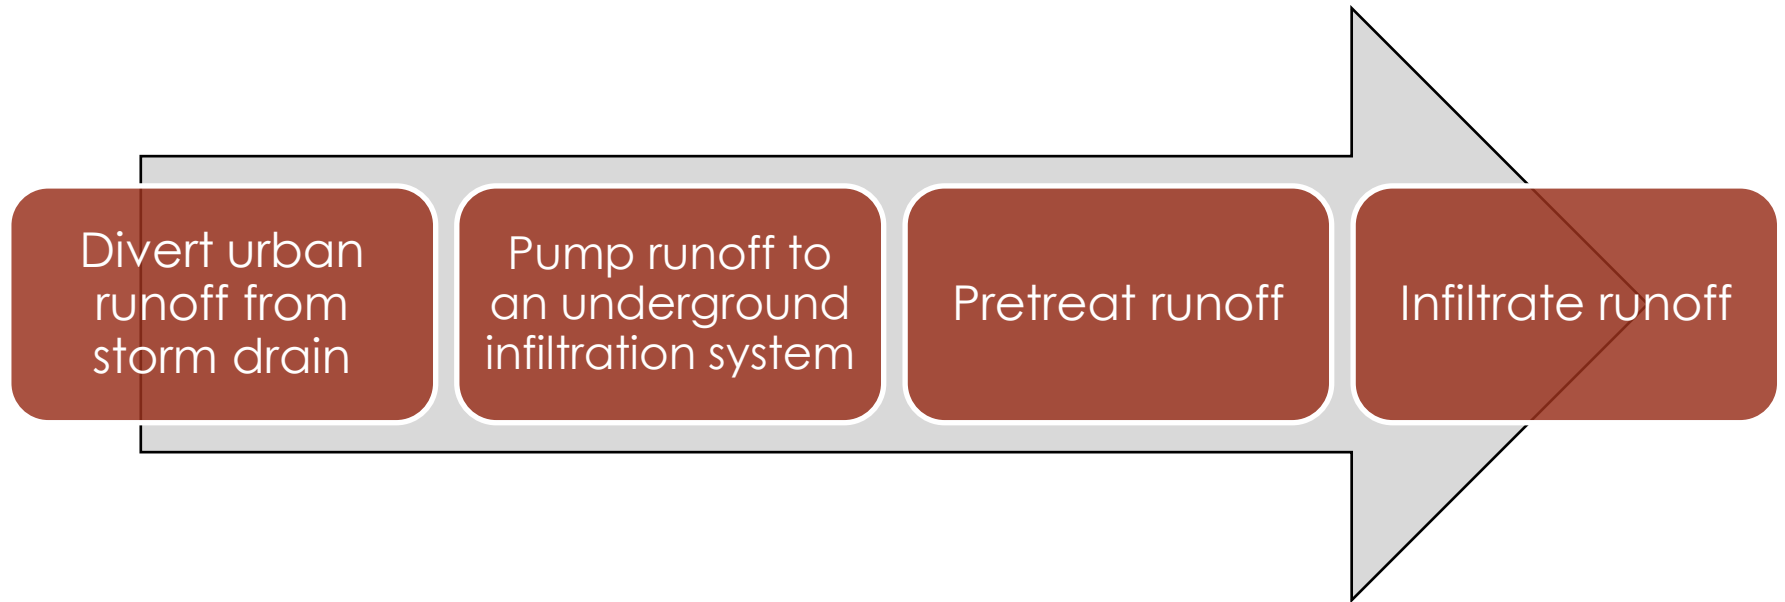 Divert urban
runoff from
storm drain
Pump runoff to
an underground
infiltration system
Pretreat runoff
Infiltrate runoff